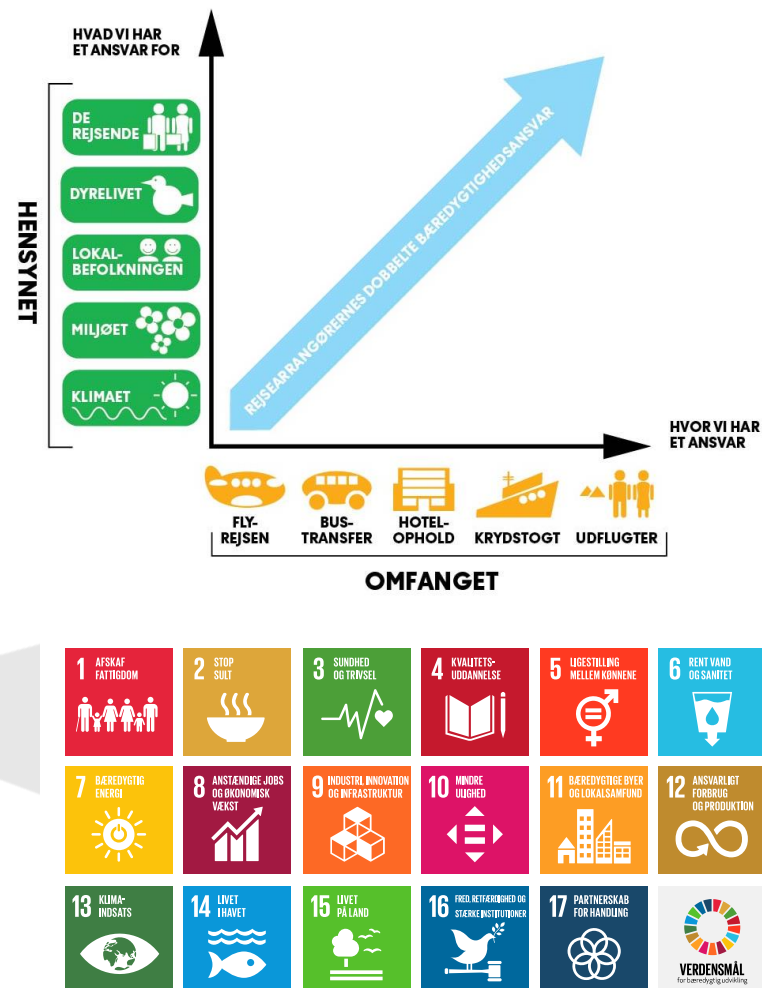 HVAD VI HAR
ET ANSVAR FOR
HENSYNET
DE
REJSENDE
DYRELIVET
LOKAL-
BEFOLKNINGEN
MILJØET
KLIMAET
REJSEARRANGØRERNES DOBBELTE BÆREDYGTIGHEDSANSVAR
HVOR VI HAR
ET ANSVAR
FLY-
REJSEN
BUS-
TRANSFER
HOTEL-
OPHOLD
KRYDSTOGT
UDFLUGTER
OMFANGET
1 AFSKAF
FATTIGDOM
2 STOP
SULT
3 SUNDHED
OG TRIVSEL
4 KVALITETS-
UDDANNELSE
5 LIGESTILLING
MELLEM KØNNENE
6 RENT VAND
OG SANITET
7 BÆREDYGTIG
ENERGI
8 ANSTÆNDIGE JOBS
OG ØKONOMISK
VÆKST
9 INDUSTRI, INNOVATION
OG INFRASTRUKTUR
10 MINDRE
ULIGHED
11 BÆREDYGTIGE BYER
OG LOKALSAMFUND
12 ANSVARLIGT
FORBRUG
OG PRODUKTION
13 KLIMA-
INDSATS
14 LIVET
I HAVET
15 LIVET
PÅ LAND
16 FRED, RETFÆRDIGHED OG
STÆRKE INSTITUTIONER
17 PARTNERSKAB
FOR HANDLING
VERDENSMÅL
for bæredygtig udvikling